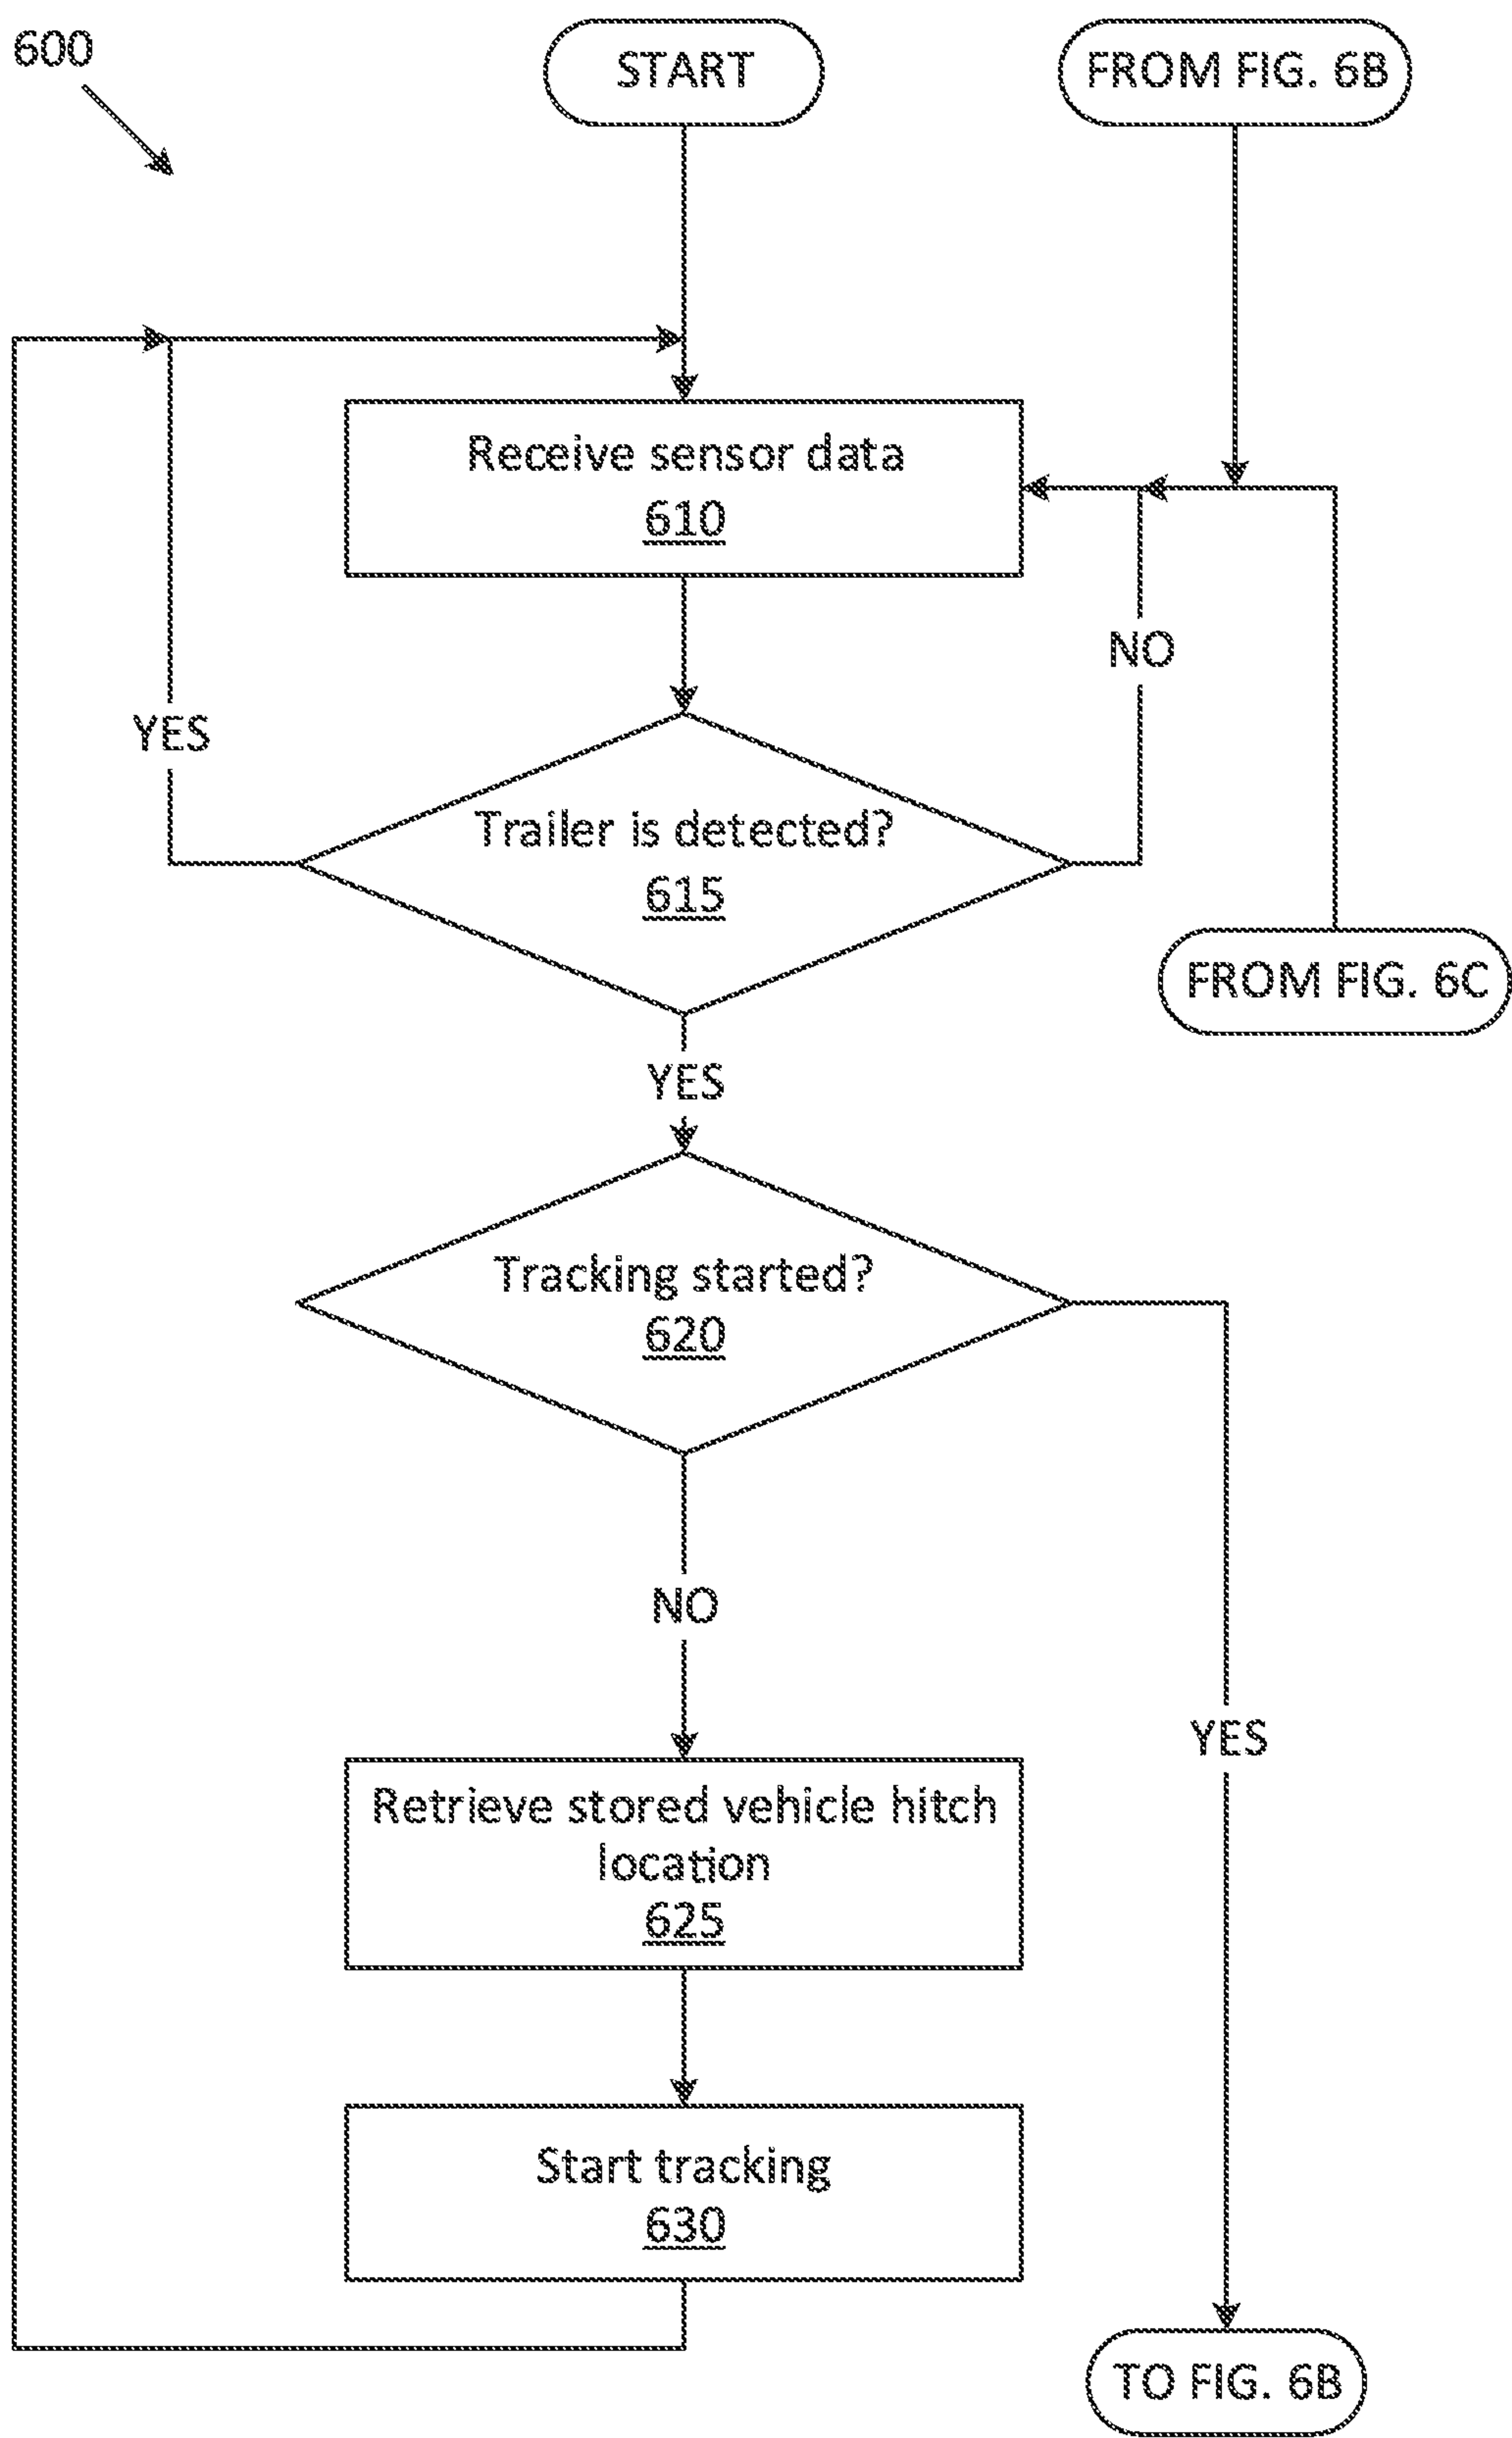 600
START
FROM FIG. 6B
Receive sensor data
610
NO
YES
Trailer is detected?
615
FROM FIG. 6C
YES
Tracking started?
620
NO
YES
Retrieve stored vehicle hitch
location
625
Start tracking
630
TO FIG. 6B